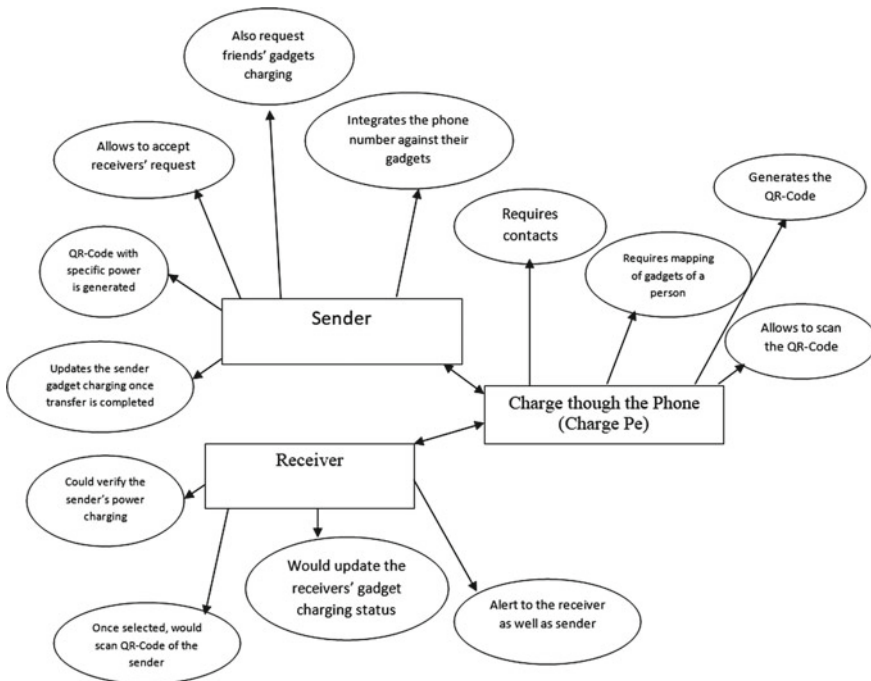 Also request
friends' gadgets
charging
Integrates the phone
number against their
gadgets
Allows to accept
receivers' request
Generates the
QR-Code
Requires
contacts
QR-Code with
specific power
is generated
Requires mapping
of gadgets of a
person
Sender
Allows to scan
the QR-Code
Updates the sender
gadget charging once
transfer is completed
Charge though the Phone
(Charge Pe)
Receiver
Could verify the
sender's power
charging
Would update the
receivers' gadget
charging status
Alert to the receiver
as well as sender
Once selected, would
scan QR-Code of the
sender